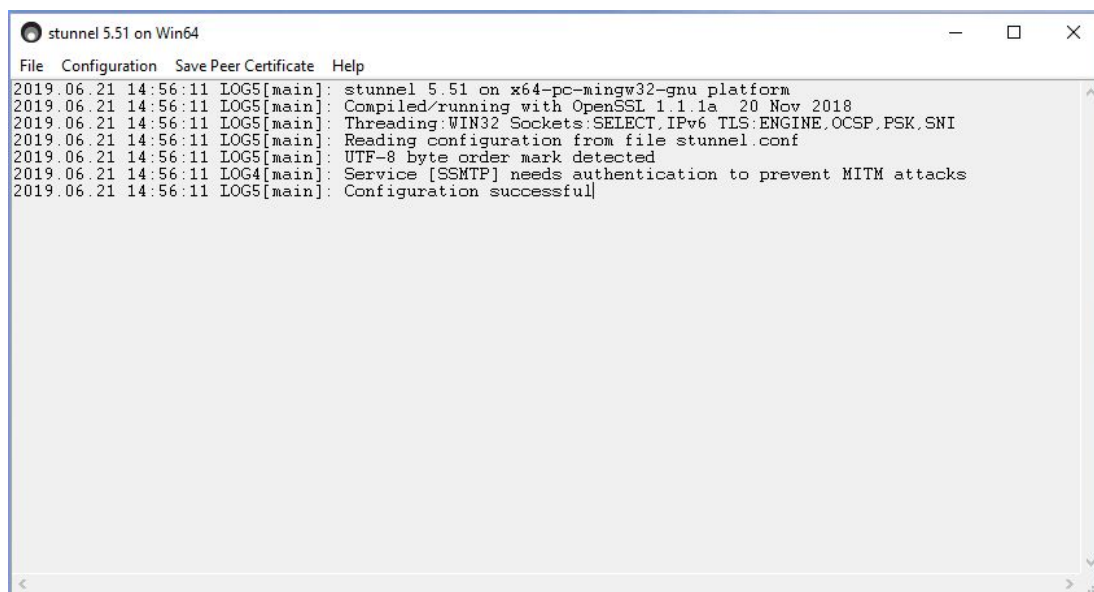 stunnel 5.51 on Win64
File Configuration Save Peer Certificate Help
2019.06.21 14:56:11 LOG5[main]: stunnel 5.51 on x64-pc-mingw32-gnu platform
2019.06.21 14:56:11 LOG5[main]: Compiled/running with OpenSSL 1.1.1a  20 Nov 2018
2019.06.21 14:56:11 LOG5[main]: Threading:WIN32 Sockets:SELECT,IPv6 TLS:ENGINE,OCSP,PSK,SNI
2019.06.21 14:56:11 LOG5[main]: Reading configuration from file stunnel.conf
2019.06.21 14:56:11 LOG5[main]: UTF-8 byte order mark detected
2019.06.21 14:56:11 LOG4[main]: Service [SSMTP] needs authentication to prevent MITM attacks
2019.06.21 14:56:11 LOG5[main]: Configuration successful